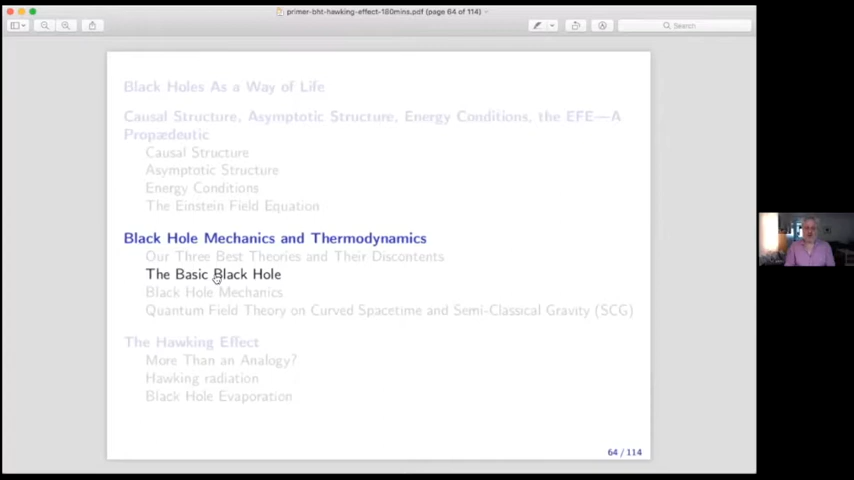 primer-bht-hawking-effect-180mins.pdf (page 64 of 114)
Search
Black Holes As a Way of Life
Causal Structure, Asymptotic Structure, Energy Conditions, the EFE—A
Propædeutic
Causal Structure
Asymptotic Structure
Energy Conditions
The Einstein Field Equation
Black Hole Mechanics and Thermodynamics
Our Three Best Theories and Their Discontents
The Basic Black Hole
Black Hole Mechanics
Quantum Field Theory on Curved Spacetime and Semi-Classical Gravity (SCG)
The Hawking Effect
More Than an Analogy?
Hawking radiation
Black Hole Evaporation
64 / 114